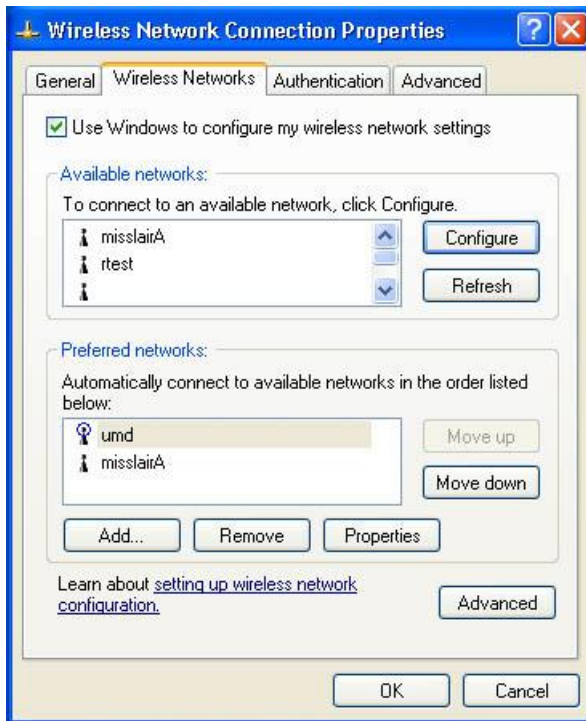 Wireless Network Connection Properties
General Wireless Networks Authentication Advanced
Use Windows to configure my wireless network settings
Available networks:
To connect to an available network, click Configure.
misslairA
rtest
Configure
Refresh
Preferred networks:
Automatically connect to available networks in the order listed
below:
umd
misslairA
Move up
Move down
Add... Remove Properties
Learn about setting up wireless network
configuration.
Advanced
OK Cancel